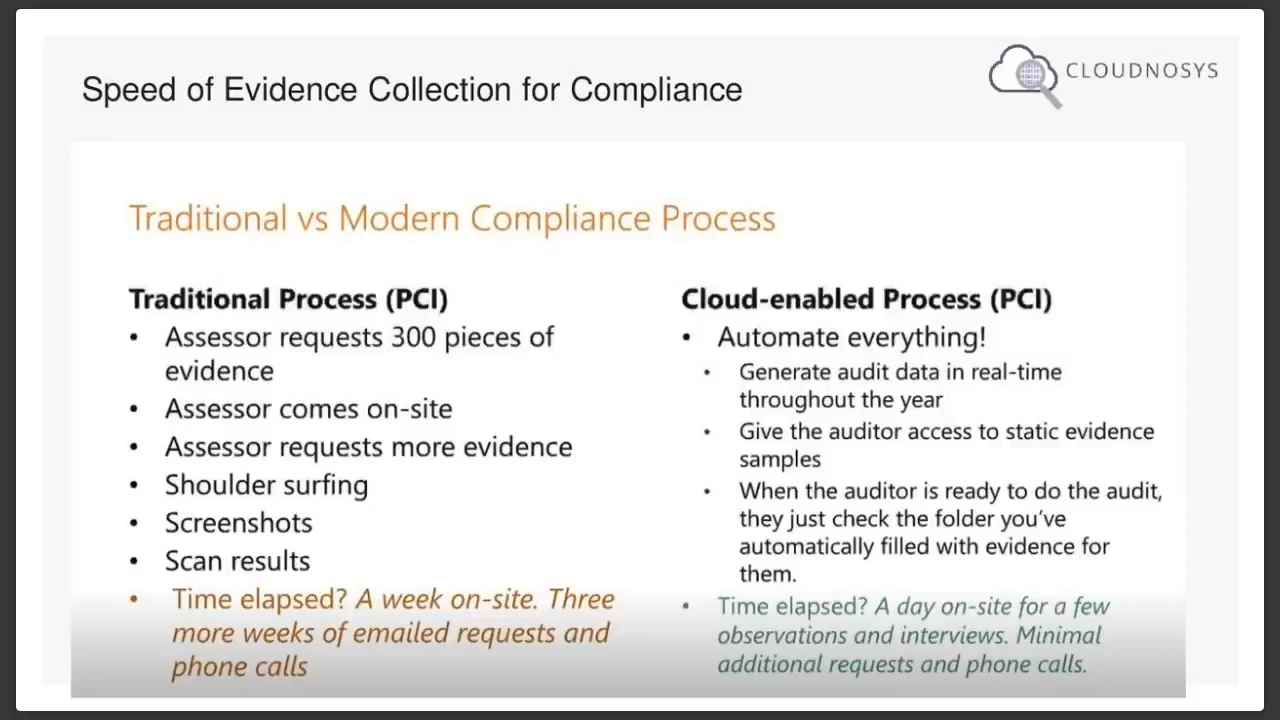 Speed of Evidence Collection for Compliance
CLOUDNOSYS
Traditional vs Modern Compliance Process
Traditional Process (PCI)
• Assessor requests 300 pieces of
evidence
• Assessor comes on-site
• Assessor requests more evidence
• Shoulder surfing
• Screenshots
• Scan results
• Time elapsed? A week on-site. Three
more weeks of emailed requests and
phone calls
Cloud-enabled Process (PCI)
• Automate everything!
• Generate audit data in real-time
throughout the year
• Give the auditor access to static evidence
samples
• When the auditor is ready to do the audit,
they just check the folder you've
automatically filled with evidence for
them.
• Time elapsed? A day on-site for a few
observations and interviews. Minimal
additional requests and phone calls.